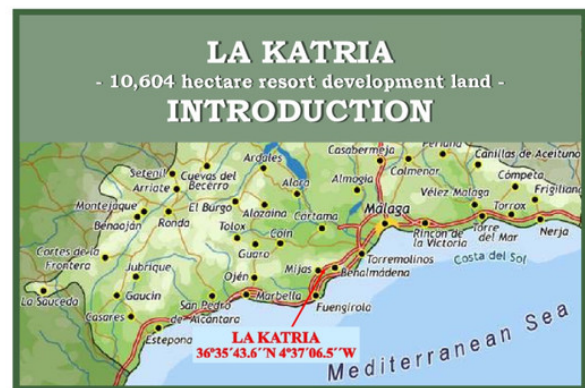 LA KATRIA
- 10,604 hectare resort development land -
INTRODUCTION
Casabermeja
Periana
Canillas de Aceituno
Ardales
Colmenar
Setenil
Cuevas del
Becerro
Cómpeta
Arriate
Alora
Almogía
Frigiliana
Vélez Malaga
Torrox
Montejaque
El Burgo
Alozaina
Cártama
Málaga
Benaoján
Ronda
Tolox
Coín
Rincón de
la Victoria
Torre
del Mar
Nerja
Guaro
Torremolinos
Costa del Sol
Cortes de la
Frontera
Jubrique
Ojén
Mijas
Benalmádena
La Sauceda
Gaucín
San Pedro
de Alcántara
Marbella
Fuengirola
Casares
Estepona
LA KATRIA
36°35´43.6´´N 4°37´06.5´´W
Mediterranean Sea